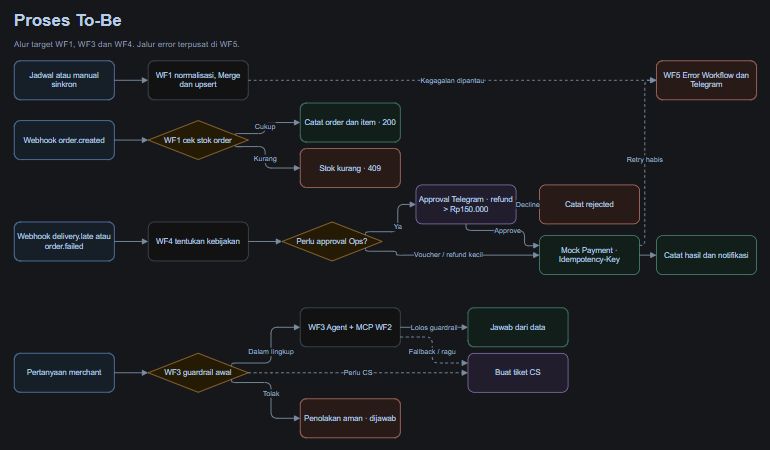 Proses To-Be
Alur target WF1, WF3 dan WF4. Jalur error terpusat di WF5.
Jadwal atau manual
sinkron
WF1 normalisasi, Merge
dan upsert
Kegagalan dipantau
WF5 Error Workflow dan
Telegram
Webhook order.created
WF1 cek stok order
Cukup
Catat order dan item · 200
Kurang
Stok kurang · 409
Retry habis
Webhook delivery.late atau
order.failed
WF4 tentukan kebijakan
Perlu approval Ops?
Ya
Approval Telegram · refund
> Rp150.000
Decline
Catat rejected
Approve
Voucher / refund kecil
Mock Payment ·
Idempotency-Key
Catat hasil dan notifikasi
Pertanyaan merchant
WF3 guardrail awal
Dalam lingkup
WF3 Agent + MCP WF2
Lolos guardrail
Jawab dari data
Fallback / ragu
Perlu CS
Buat tiket CS
Tolak
Penolakan aman · dijawab